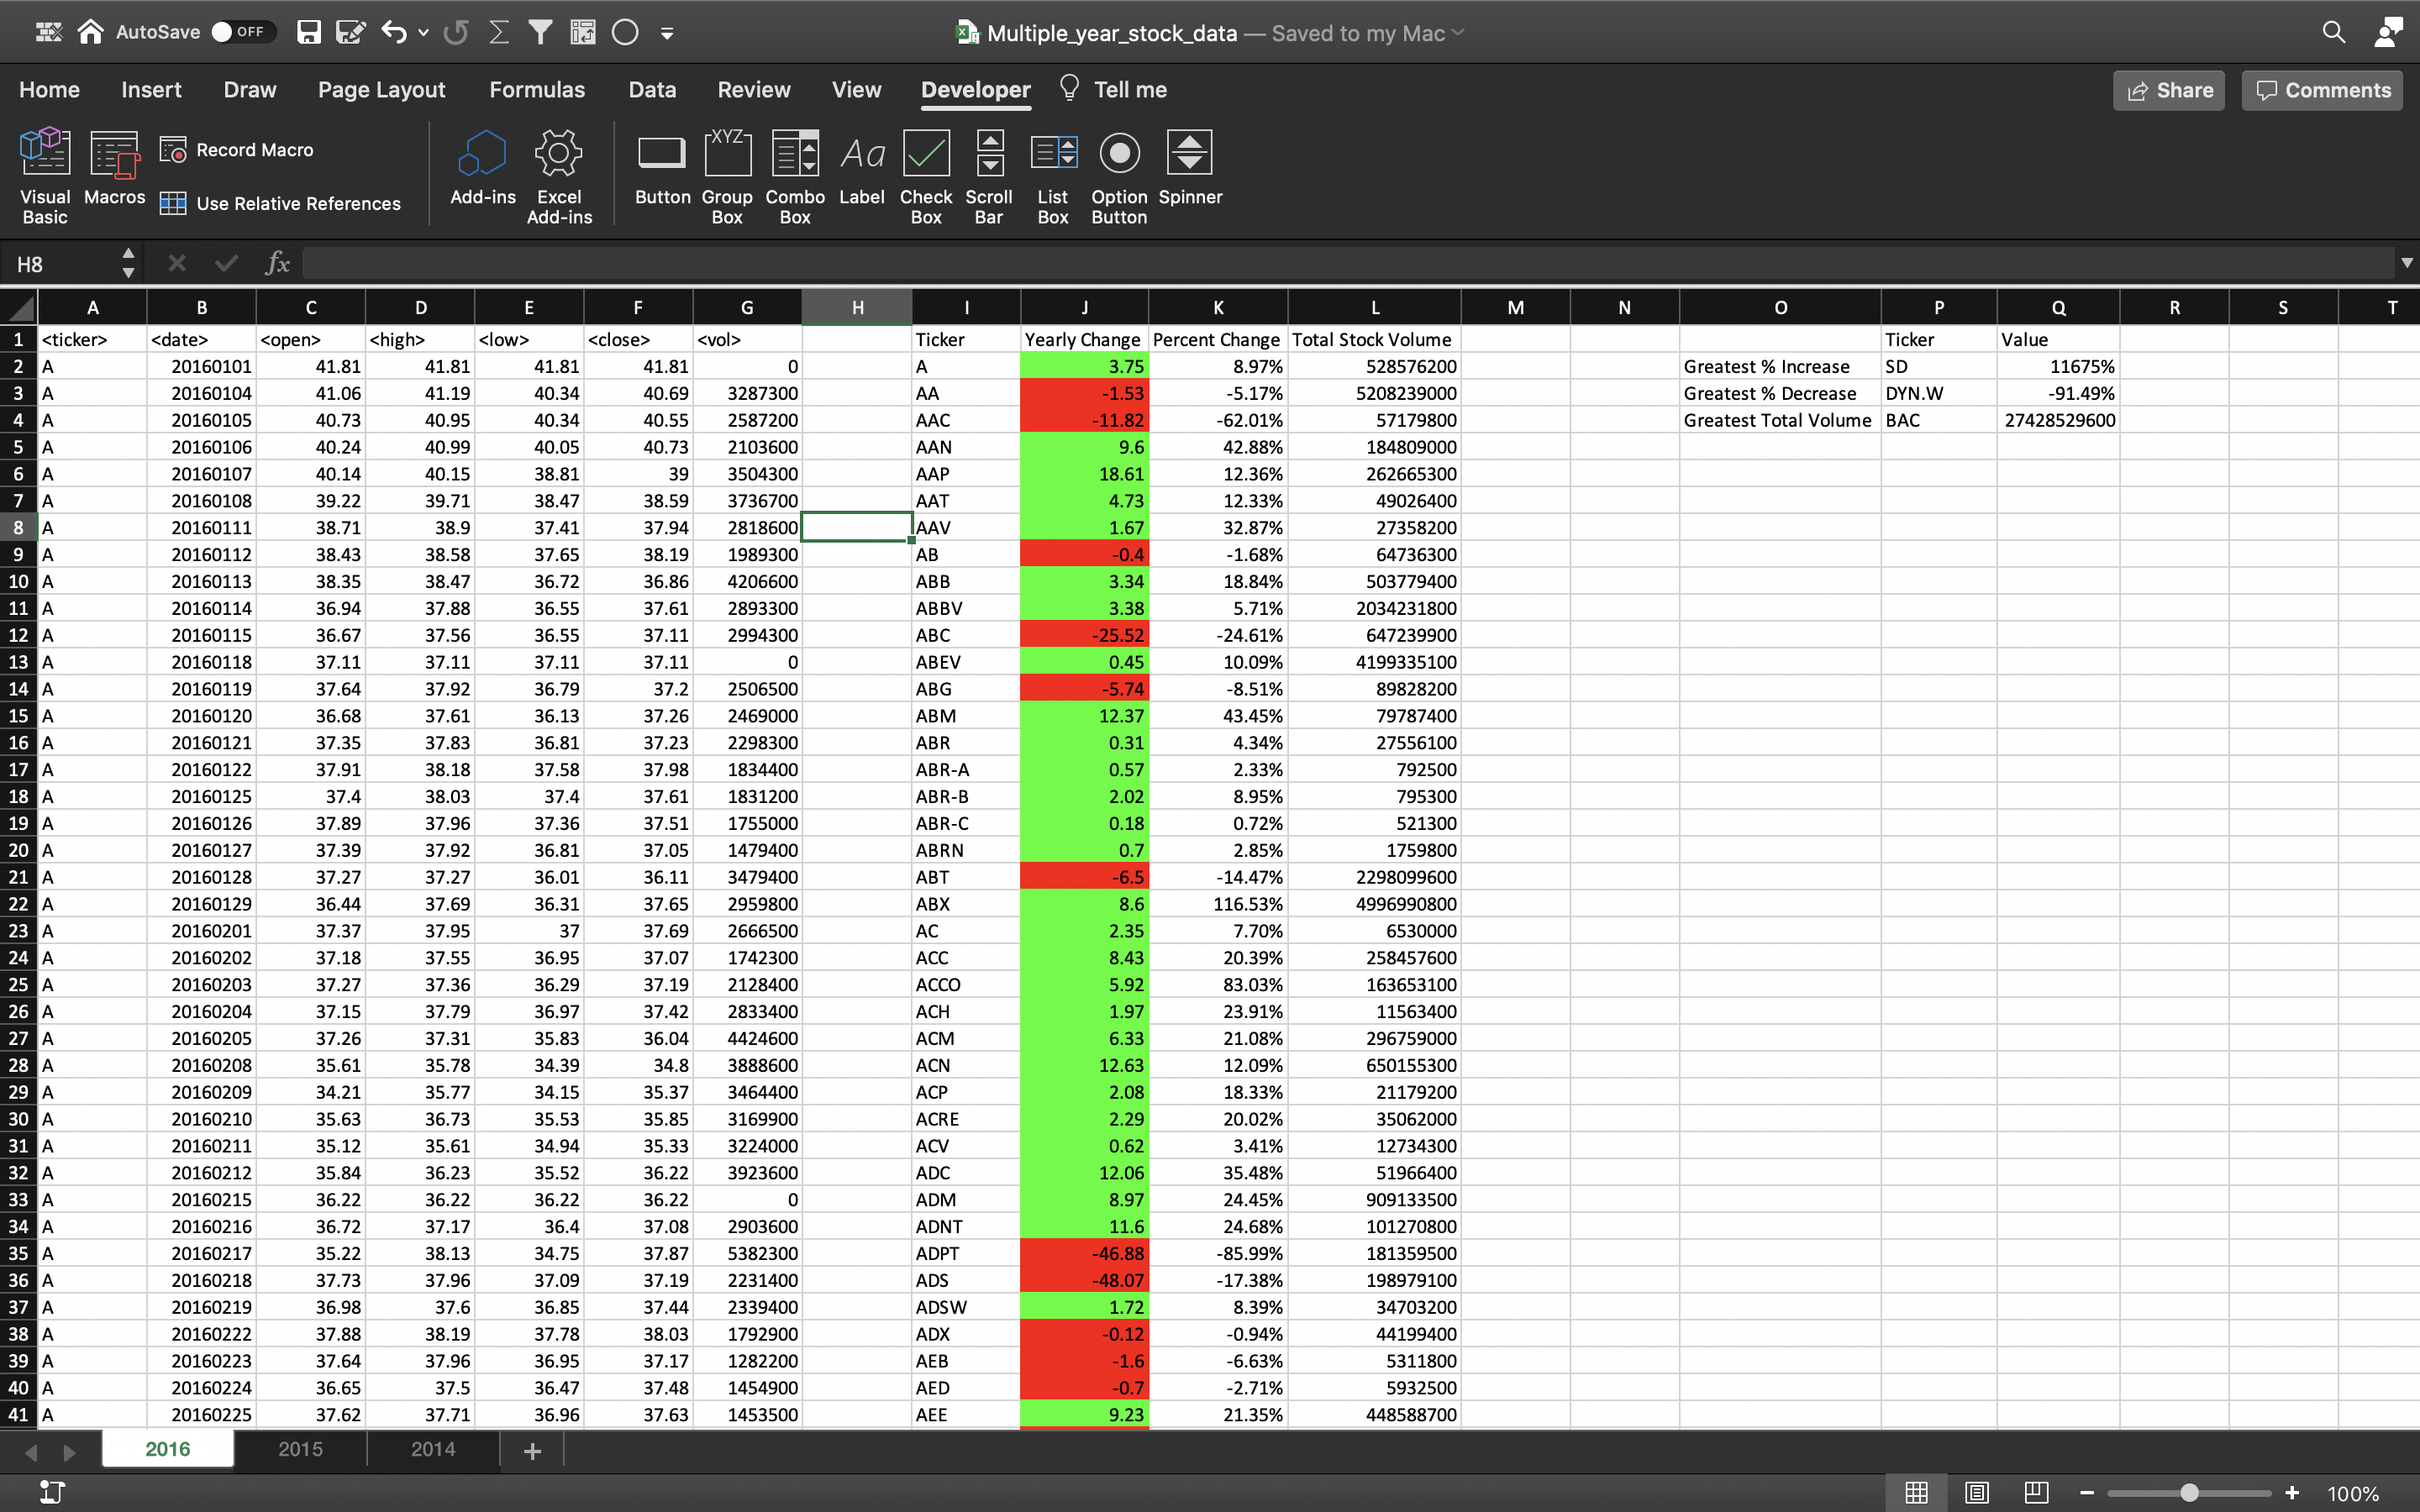 AutoSave OFF Multiple_year_stock_data — Saved to my Mac
Home Insert Draw Page Layout Formulas Data Review View Developer Tell me Share Comments
Visual Basic Macros Record Macro Use Relative References Add-ins Excel Add-ins Button Group Box Combo Box Label Check Box Scroll Bar List Box Option Button Spinner
XYZ Aa
H8 fx
A B C D E F G H I J K L M N O P Q R S T
1 <ticker> <date> <open> <high> <low> <close> <vol> Ticker Yearly Change Percent Change Total Stock Volume Ticker Value
2 A 20160101 41.81 41.81 41.81 41.81 0 A 3.75 8.97% 528576200 Greatest % Increase SD 11675%
3 A 20160104 41.06 41.19 40.34 40.69 3287300 AA -1.53 -5.17% 5208239000 Greatest % Decrease DYN.W -91.49%
4 A 20160105 40.73 40.95 40.34 40.55 2587200 AAC -11.82 -62.01% 57179800 Greatest Total Volume BAC 27428529600
5 A 20160106 40.24 40.99 40.05 40.73 2103600 AAN 9.6 42.88% 184809000
6 A 20160107 40.14 40.15 38.81 39 3504300 AAP 18.61 12.36% 262665300
7 A 20160108 39.22 39.71 38.47 38.59 3736700 AAT 4.73 12.33% 49026400
8 A 20160111 38.71 38.9 37.41 37.94 2818600 AAV 1.67 32.87% 27358200
9 A 20160112 38.43 38.58 37.65 38.19 1989300 AB -0.4 -1.68% 64736300
10 A 20160113 38.35 38.47 36.72 36.86 4206600 ABB 3.34 18.84% 503779400
11 A 20160114 36.94 37.88 36.55 37.61 2893300 ABBV 3.38 5.71% 2034231800
12 A 20160115 36.67 37.56 36.55 37.11 2994300 ABC -25.52 -24.61% 647239900
13 A 20160118 37.11 37.11 37.11 37.11 0 ABEV 0.45 10.09% 4199335100
14 A 20160119 37.64 37.92 36.79 37.2 2506500 ABG -5.74 -8.51% 89828200
15 A 20160120 36.68 37.61 36.13 37.26 2469000 ABM 12.37 43.45% 79787400
16 A 20160121 37.35 37.83 36.81 37.23 2298300 ABR 0.31 4.34% 27556100
17 A 20160122 37.91 38.18 37.58 37.98 1834400 ABR-A 0.57 2.33% 792500
18 A 20160125 37.4 38.03 37.4 37.61 1831200 ABR-B 2.02 8.95% 795300
19 A 20160126 37.89 37.96 37.36 37.51 1755000 ABR-C 0.18 0.72% 521300
20 A 20160127 37.39 37.92 36.81 37.05 1479400 ABRN 0.7 2.85% 1759800
21 A 20160128 37.27 37.27 36.01 36.11 3479400 ABT -6.5 -14.47% 2298099600
22 A 20160129 36.44 37.69 36.31 37.65 2959800 ABX 8.6 116.53% 4996990800
23 A 20160201 37.37 37.95 37 37.69 2666500 AC 2.35 7.70% 6530000
24 A 20160202 37.18 37.55 36.95 37.07 1742300 ACC 8.43 20.39% 258457600
25 A 20160203 37.27 37.36 36.29 37.19 2128400 ACCO 5.92 83.03% 163653100
26 A 20160204 37.15 37.79 36.97 37.42 2833400 ACH 1.97 23.91% 11563400
27 A 20160205 37.26 37.31 35.83 36.04 4424600 ACM 6.33 21.08% 296759000
28 A 20160208 35.61 35.78 34.39 34.8 3888600 ACN 12.63 12.09% 650155300
29 A 20160209 34.21 35.77 34.15 35.37 3464400 ACP 2.08 18.33% 21179200
30 A 20160210 35.63 36.73 35.53 35.85 3169900 ACRE 2.29 20.02% 35062000
31 A 20160211 35.12 35.61 34.94 35.33 3224000 ACV 0.62 3.41% 12734300
32 A 20160212 35.84 36.23 35.52 36.22 3923600 ADC 12.06 35.48% 51966400
33 A 20160215 36.22 36.22 36.22 36.22 0 ADM 8.97 24.45% 909133500
34 A 20160216 36.72 37.17 36.4 37.08 2903600 ADNT 11.6 24.68% 101270800
35 A 20160217 35.22 38.13 34.75 37.87 5382300 ADPT -46.88 -85.99% 181359500
36 A 20160218 37.73 37.96 37.09 37.19 2231400 ADS -48.07 -17.38% 198979100
37 A 20160219 36.98 37.6 36.85 37.44 2339400 ADSW 1.72 8.39% 34703200
38 A 20160222 37.88 38.19 37.78 38.03 1792900 ADX -0.12 -0.94% 44199400
39 A 20160223 37.64 37.96 36.95 37.17 1282200 AEB -1.6 -6.63% 5311800
40 A 20160224 36.65 37.5 36.47 37.48 1454900 AED -0.7 -2.71% 5932500
41 A 20160225 37.62 37.71 36.96 37.63 1453500 AEE 9.23 21.35% 448588700
2016 2015 2014 +
100%